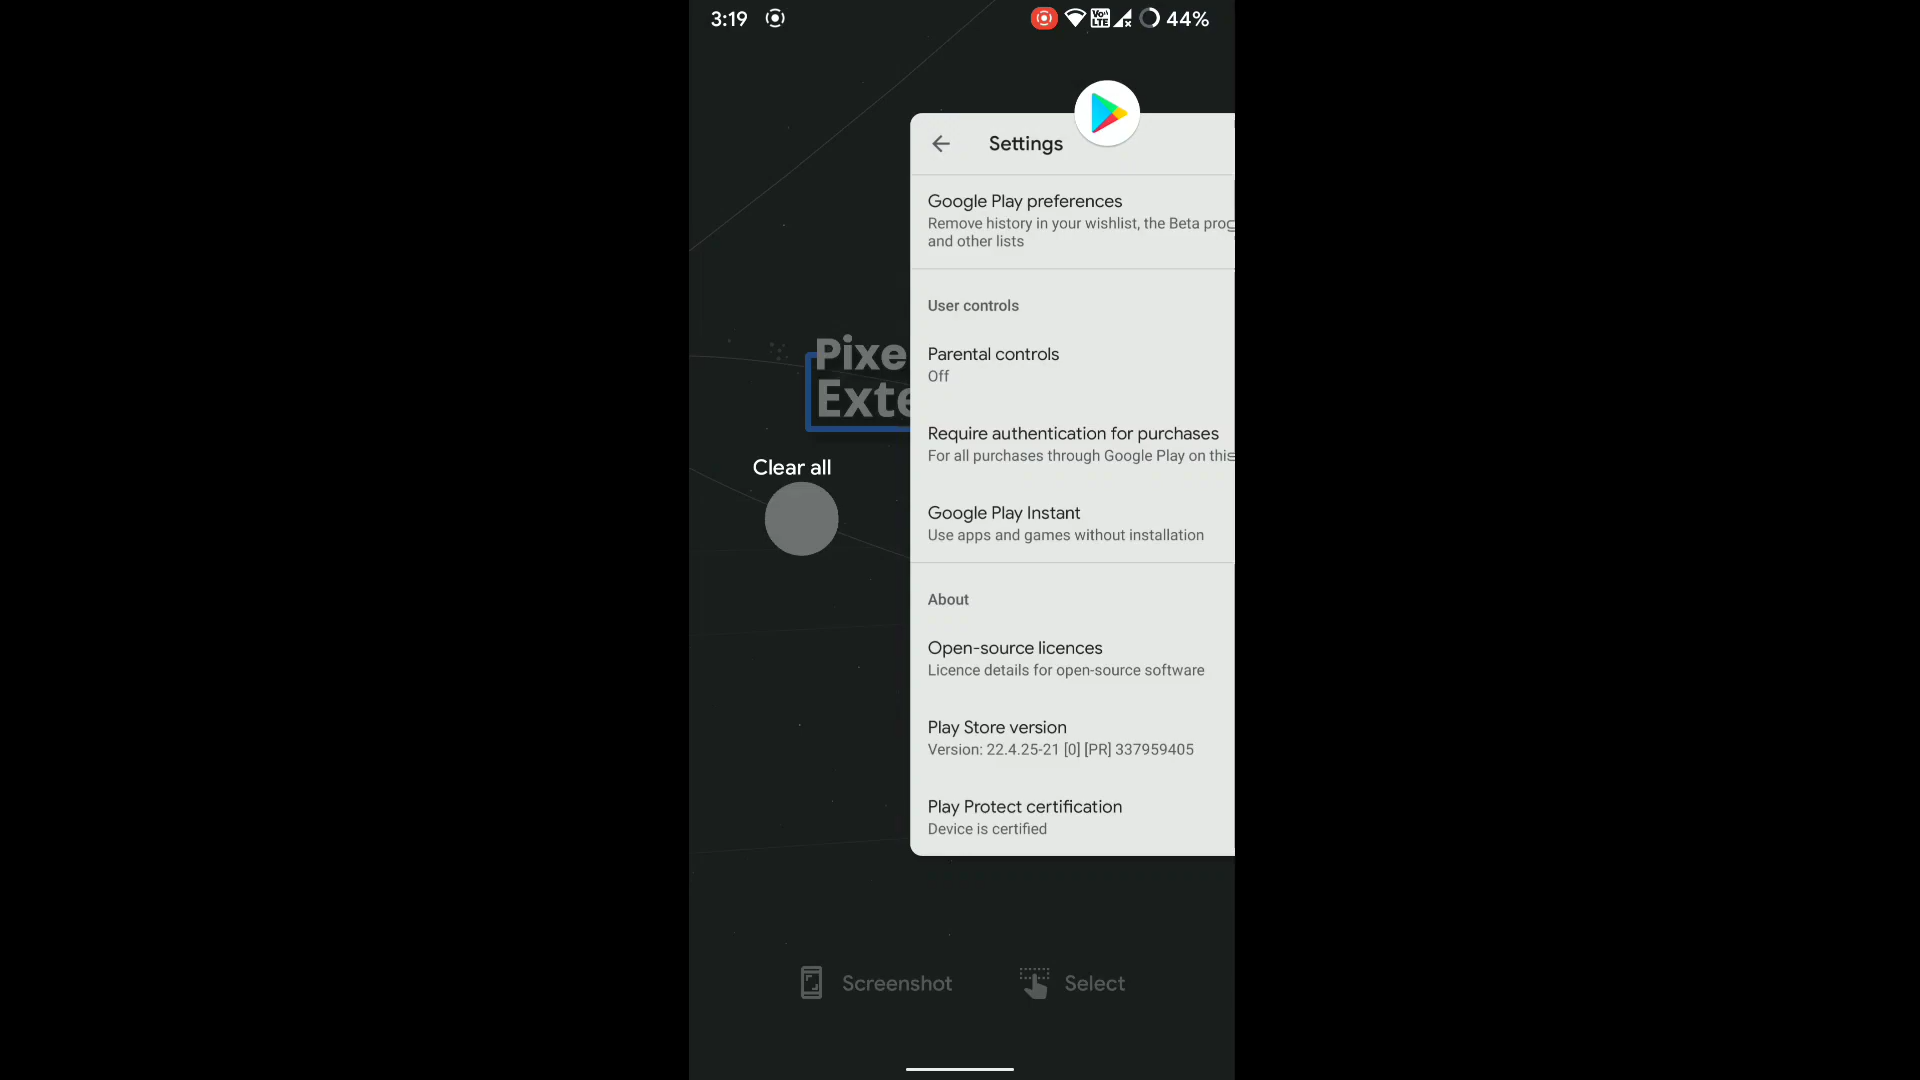 3:19
Vo))
LTE
44%
Settings
Google Play preferences
Remove history in your wishlist, the Beta prog
and other lists
User controls
Parental controls
Off
Require authentication for purchases
For all purchases through Google Play on this
Google Play Instant
Use apps and games without installation
About
Open-source licences
Licence details for open-source software
Play Store version
Version: 22.4.25-21 [0] [PR] 337959405
Play Protect certification
Device is certified
Pixe
Exte
Clear all
Screenshot
Select